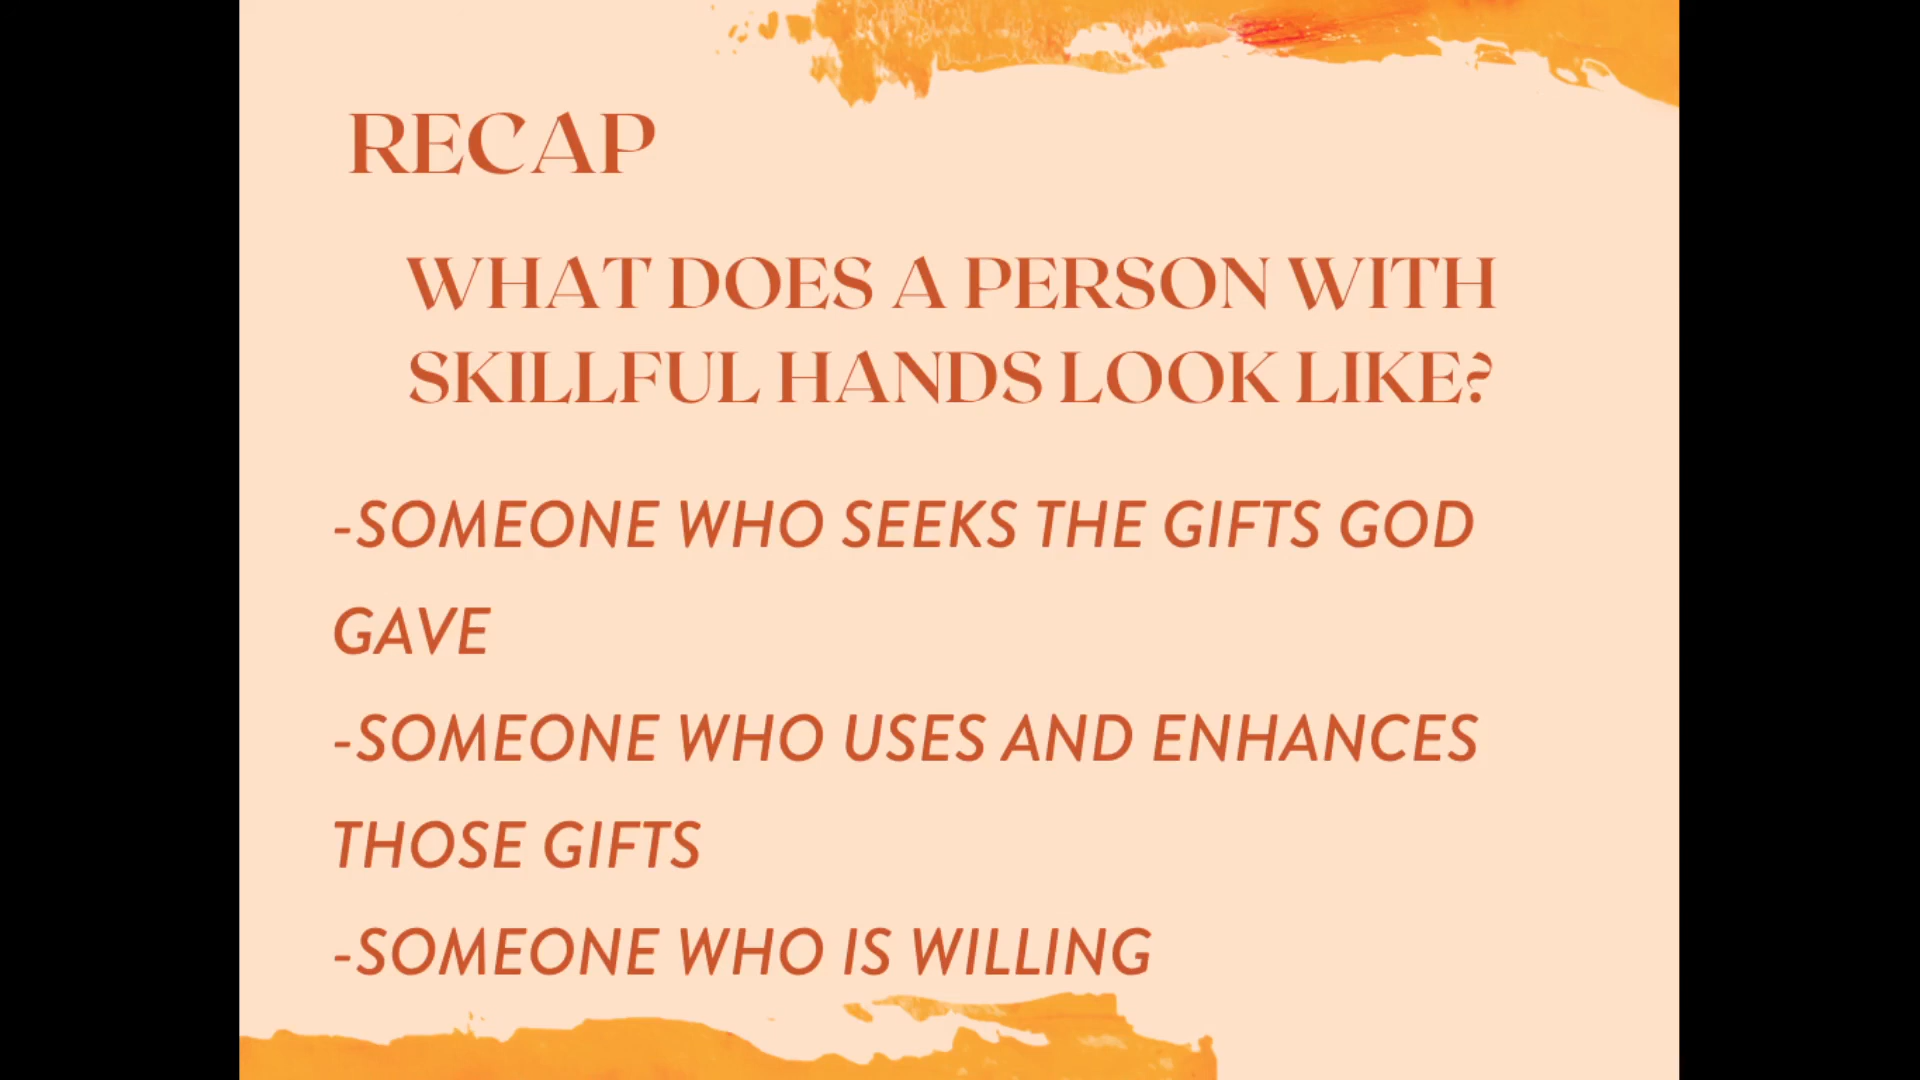 RECAP
WHAT DOES A PERSON WITH
SKILLFUL HANDS LOOK LIKE?
-SOMEONE WHO SEEKS THE GIFTS GOD
GAVE
-SOMEONE WHO USES AND ENHANCES
THOSE GIFTS
-SOMEONE WHO IS WILLING